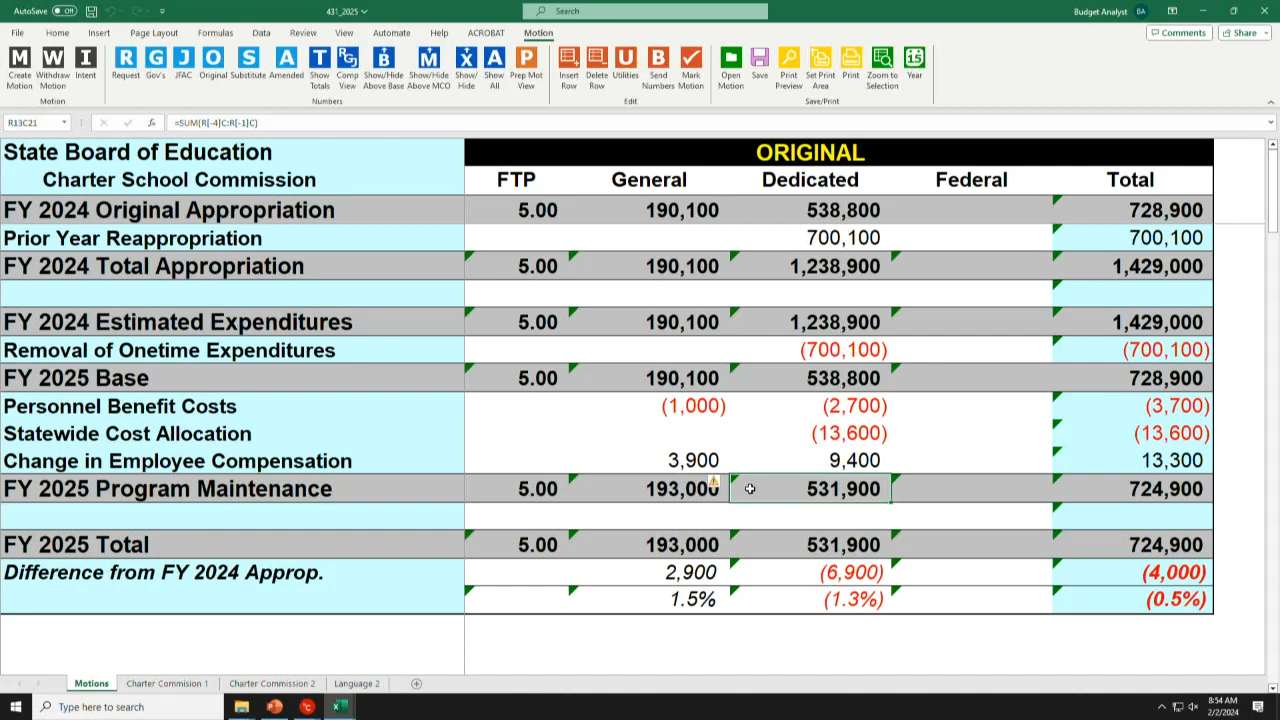 AutoSave Off 431_2025 Search Budget Analyst BA
File Home Insert Page Layout Formulas Data Review View Automate Help ACROBAT Motion Comments Share
M W I R G J O S A T RgJ B M X A P U B 15
Create Motion Withdraw Motion Intent Request Gov's JFAC Original Substitute Amended Show Totals Comp View Show/Hide Above Base Show/Hide Above MCO Show/ Hide Show All Prep Mot View Insert Row Delete Row Utilities Send Numbers Mark Motion Open Motion Save Print Preview Set Print Area Print Zoom to Selection Year
Motion Numbers Edit Save/Print
R13C21 fx =SUM(R[-4]C:R[-1]C)
State Board of Education ORIGINAL
Charter School Commission FTP General Dedicated Federal Total
FY 2024 Original Appropriation 5.00 190,100 538,800 728,900
Prior Year Reappropriation 700,100 700,100
FY 2024 Total Appropriation 5.00 190,100 1,238,900 1,429,000
FY 2024 Estimated Expenditures 5.00 190,100 1,238,900 1,429,000
Removal of Onetime Expenditures (700,100) (700,100)
FY 2025 Base 5.00 190,100 538,800 728,900
Personnel Benefit Costs (1,000) (2,700) (3,700)
Statewide Cost Allocation (13,600) (13,600)
Change in Employee Compensation 3,900 9,400 13,300
FY 2025 Program Maintenance 5.00 193,000 531,900 724,900
FY 2025 Total 5.00 193,000 531,900 724,900
Difference from FY 2024 Approp. 2,900 (6,900) (4,000)
1.5% (1.3%) (0.5%)
Motions Charter Commision 1 Charter Commission 2 Language 2
Type here to search 8:54 AM
2/2/2024